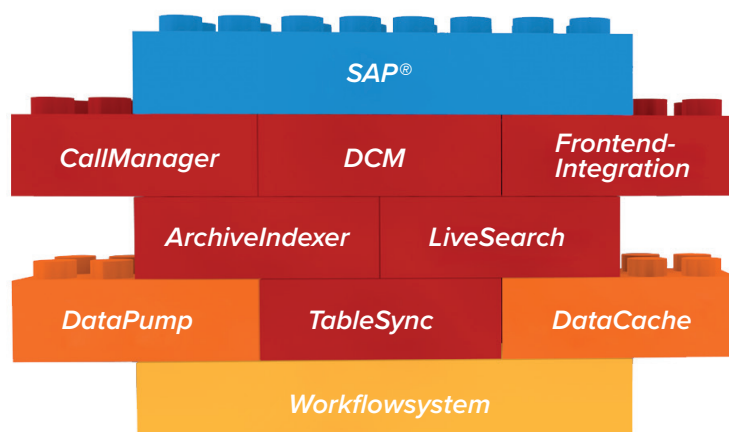 SAP®
CallManager
DCM
Frontend-
Integration
ArchiveIndexer
LiveSearch
DataPump
TableSync
DataCache
Workflowsystem